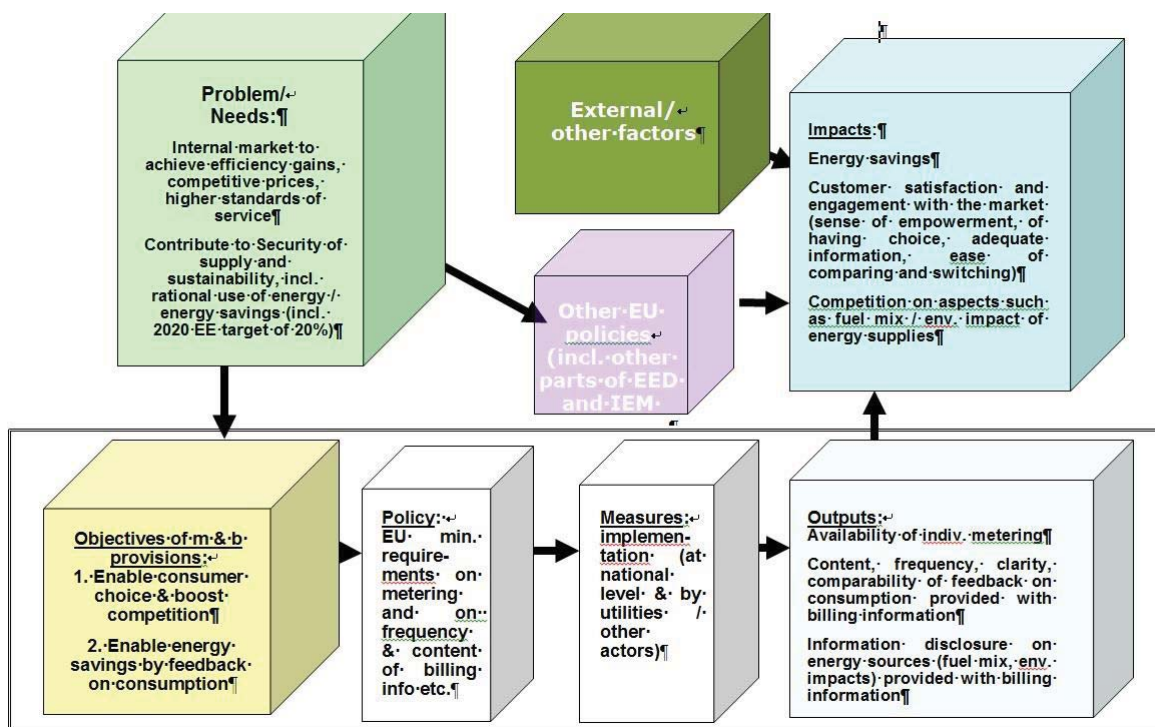 Problem/
Needs:¶
Internal market to
achieve efficiency gains,
competitive prices,
higher standards of
service¶
Contribute to Security of
supply and
sustainability, incl.
rational use of energy /
energy savings (incl.
2020 EE target of 20%)¶
External/
other factors¶
¶
Impacts:¶
Energy savings¶
Customer satisfaction and
engagement with the market
(sense of empowerment, of
having choice, adequate
information, ease of
comparing and switching)¶
Competition on aspects such
as fuel mix / env. impact of
energy supplies¶
Other EU
policies
(incl. other
parts of EED
and IEM
¶
Objectives of m & b
provisions:
1. Enable consumer
choice & boost
competition¶
2. Enable energy
savings by feedback
on consumption¶
Policy:
EU min.
require-
ments on
metering
and on
frequency
& content
of billing
info etc.¶
Measures:
implemen-
tation (at
national
level & by
utilities /
other
actors)¶
Outputs:
Availability of indiv. metering¶
Content, frequency, clarity,
comparability of feedback on
consumption provided with
billing information¶
Information disclosure on
energy sources (fuel mix, env.
impacts) provided with billing
information¶